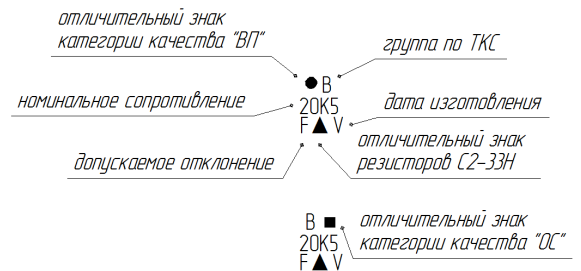 отличительный знак
категории качества "ВП"
группа по ТКС
● В
номинальное сопротивление
20К5
дата изготовления
F▲V
допускаемое отклонение
отличительный знак
резисторов С2-33Н
В ■
20К5
F▲V
отличительный знак
категории качества "ОС"